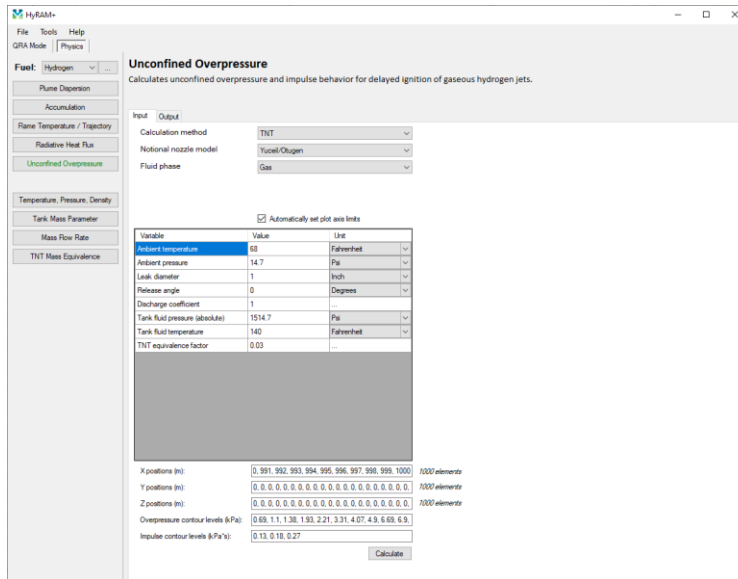 HyRAM+
File Tools Help
QRA Mode Physics
Fuel: Hydrogen ...
Plume Dispersion
Accumulation
Flame Temperature / Trajectory
Radiative Heat Flux
Unconfined Overpressure
Temperature, Pressure, Density
Tank Mass Parameter
Mass Flow Rate
TNT Mass Equivalence
Unconfined Overpressure
Calculates unconfined overpressure and impulse behavior for delayed ignition of gaseous hydrogen jets.
Input Output
Calculation method TNT
Notional nozzle model Yuceil/Otugen
Fluid phase Gas
Automatically set plot axis limits
Variable Value Unit
Ambient temperature 68 Fahrenheit
Ambient pressure 14.7 Psi
Leak diameter 1 Inch
Release angle 0 Degrees
Discharge coefficient 1 ...
Tank fluid pressure (absolute) 1514.7 Psi
Tank fluid temperature 140 Fahrenheit
TNT equivalence factor 0.03 ...
X positions (m): 0, 991, 992, 993, 994, 995, 996, 997, 998, 999, 1000 1000 elements
Y positions (m): 0, 0, 0, 0, 0, 0, 0, 0, 0, 0, 0, 0, 0, 0, 0, 0, 0, 0, 0, 0, 0, 1000 elements
Z positions (m): 0, 0, 0, 0, 0, 0, 0, 0, 0, 0, 0, 0, 0, 0, 0, 0, 0, 0, 0, 0, 0, 1000 elements
Overpressure contour levels (kPa): 0.69, 1.1, 1.38, 1.93, 2.21, 3.31, 4.07, 4.9, 6.69, 6.9,
Impulse contour levels (kPa*s): 0.13, 0.18, 0.27
Calculate